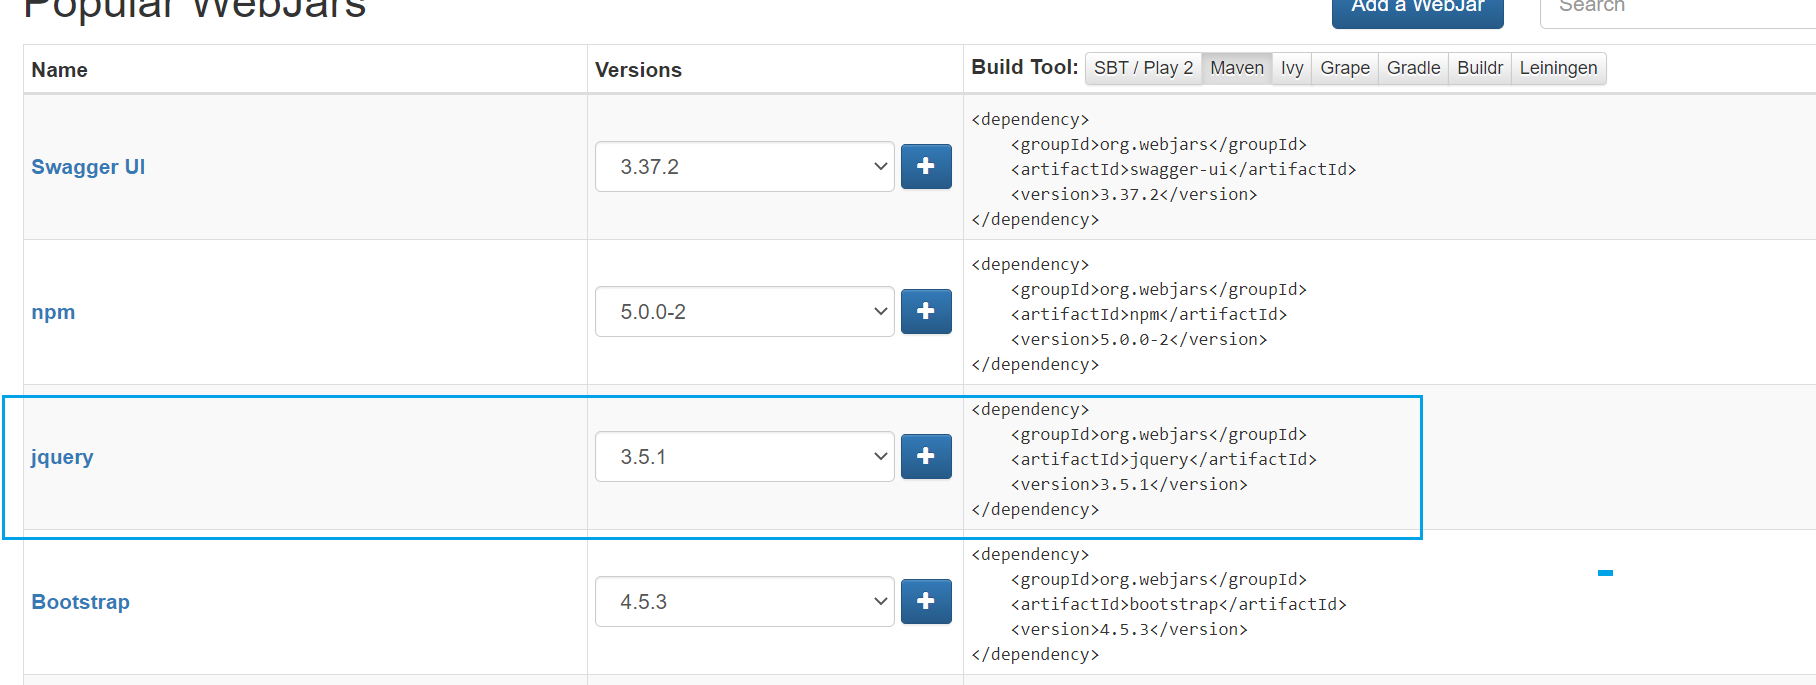 Popular WebJars
Add a WebJar
Search
Name
Versions
Build Tool: SBT / Play 2 Maven Ivy Grape Gradle Buildr Leiningen
Swagger UI
3.37.2
<dependency>
    <groupId>org.webjars</groupId>
    <artifactId>swagger-ui</artifactId>
    <version>3.37.2</version>
</dependency>
npm
5.0.0-2
<dependency>
    <groupId>org.webjars</groupId>
    <artifactId>npm</artifactId>
    <version>5.0.0-2</version>
</dependency>
jquery
3.5.1
<dependency>
    <groupId>org.webjars</groupId>
    <artifactId>jquery</artifactId>
    <version>3.5.1</version>
</dependency>
Bootstrap
4.5.3
<dependency>
    <groupId>org.webjars</groupId>
    <artifactId>bootstrap</artifactId>
    <version>4.5.3</version>
</dependency>